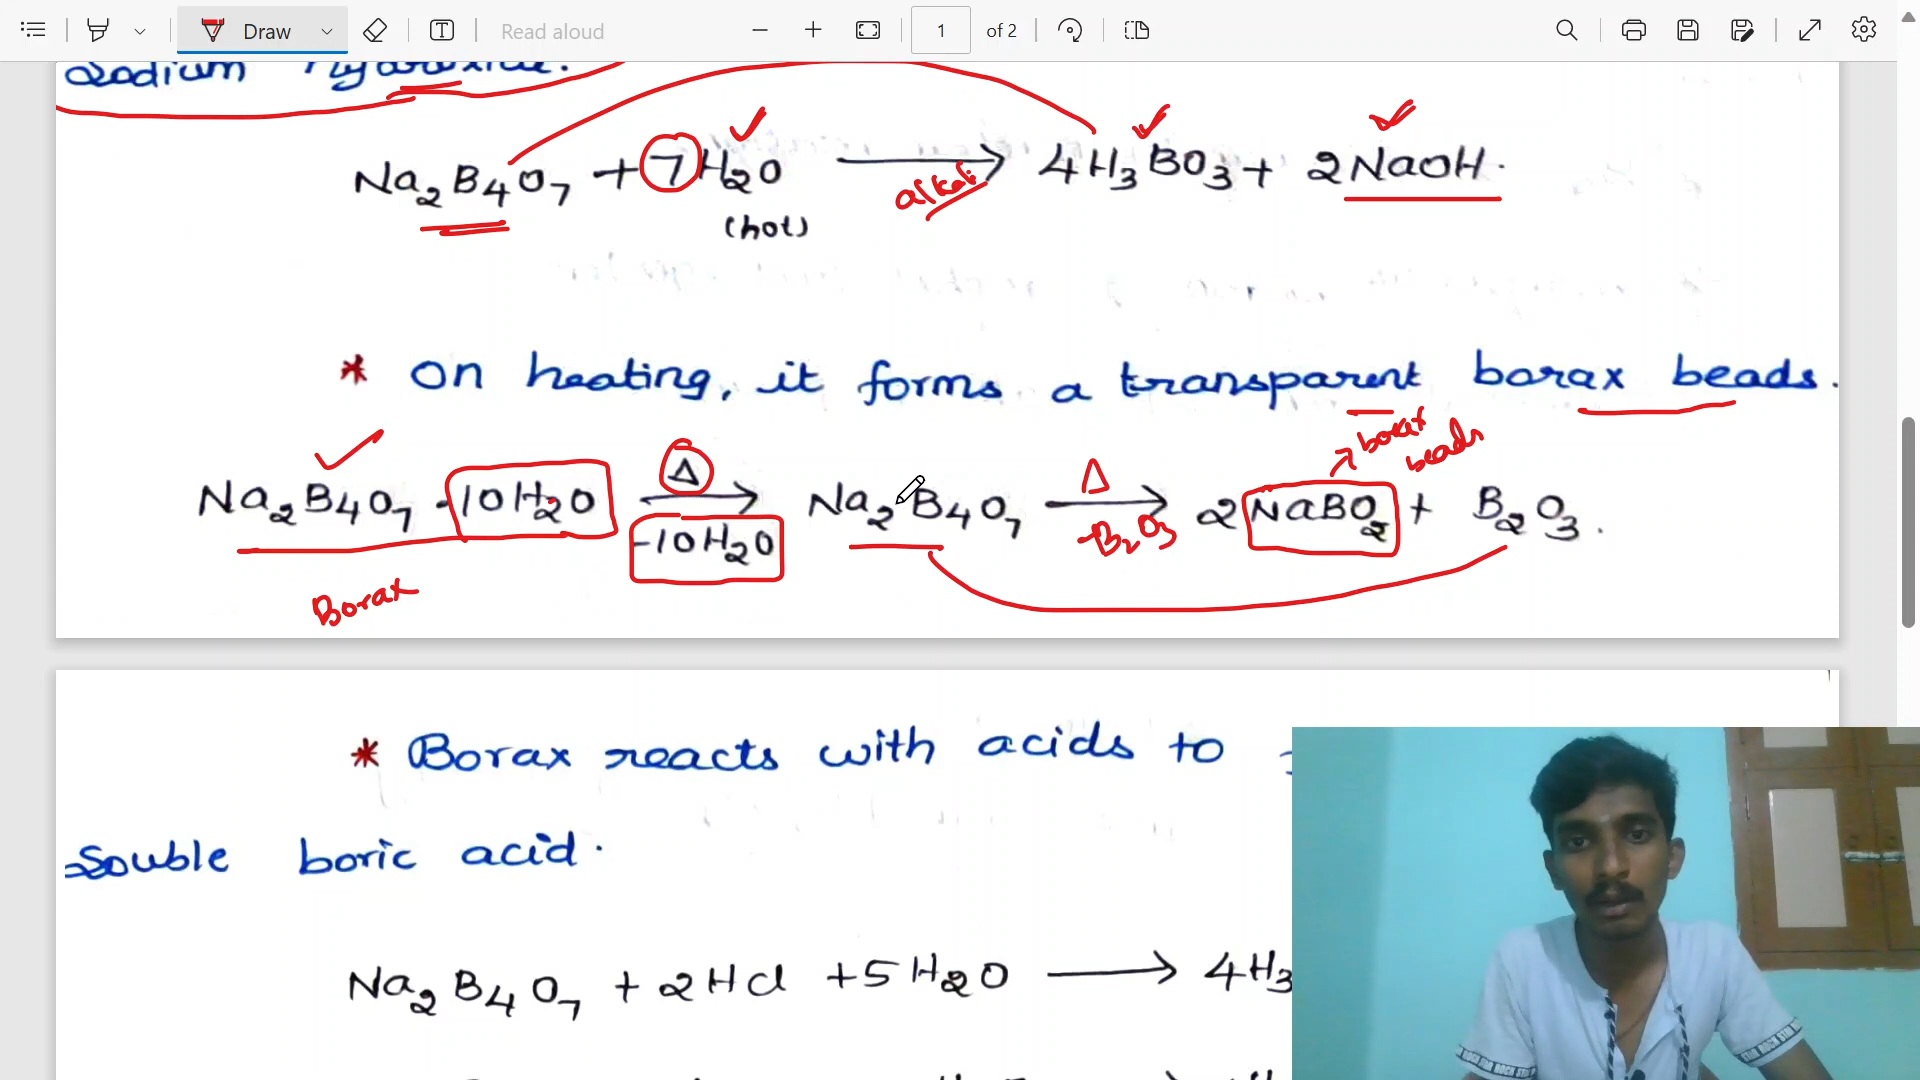 Draw
Read aloud
1 of 2
Sodium Hydroxide.
Na2B4O7 + 7H2O → 4H3BO3 + 2NaOH.
alkali
(hot)
* On heating, it forms a transparent borax beads.
borax beads
Na2B4O7 · 10H2O Δ → -10H2O Na2B4O7 Δ → -B2O3 2NaBO2 + B2O3.
Borax
* Borax reacts with acids to
souble boric acid.
Na2B4O7 + 2HCl + 5H2O → 4H3